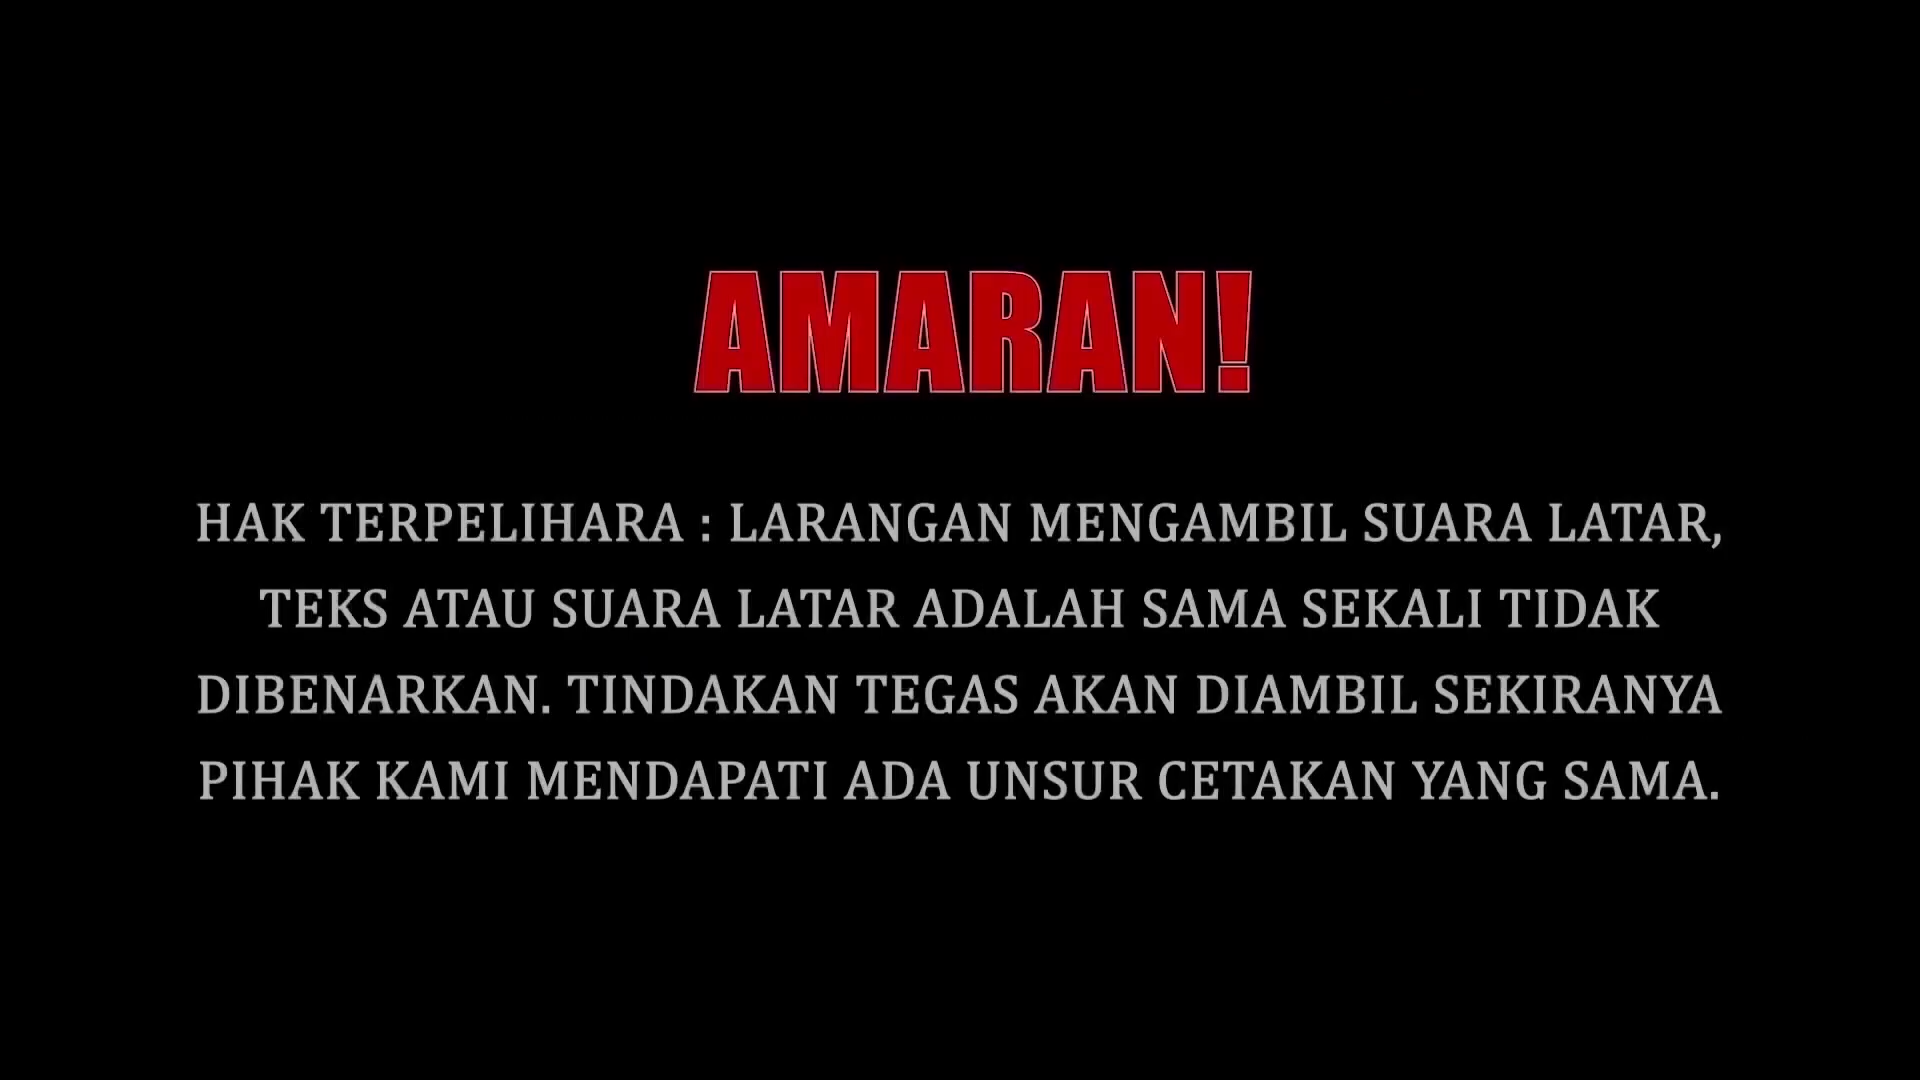 AMARAN!
HAK TERPELIHARA : LARANGAN MENGAMBIL SUARA LATAR,
TEKS ATAU SUARA LATAR ADALAH SAMA SEKALI TIDAK
DIBENARKAN. TINDAKAN TEGAS AKAN DIAMBIL SEKIRANYA
PIHAK KAMI MENDAPATI ADA UNSUR CETAKAN YANG SAMA.